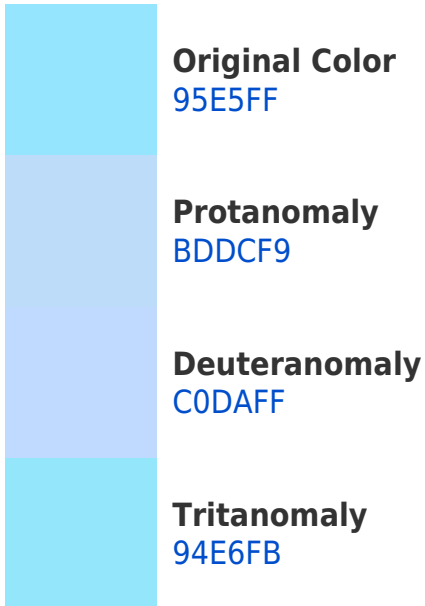 Original Color
95E5FF
Protanomaly
BDDCF9
Deuteranomaly
C0DAFF
Tritanomaly
94E6FB